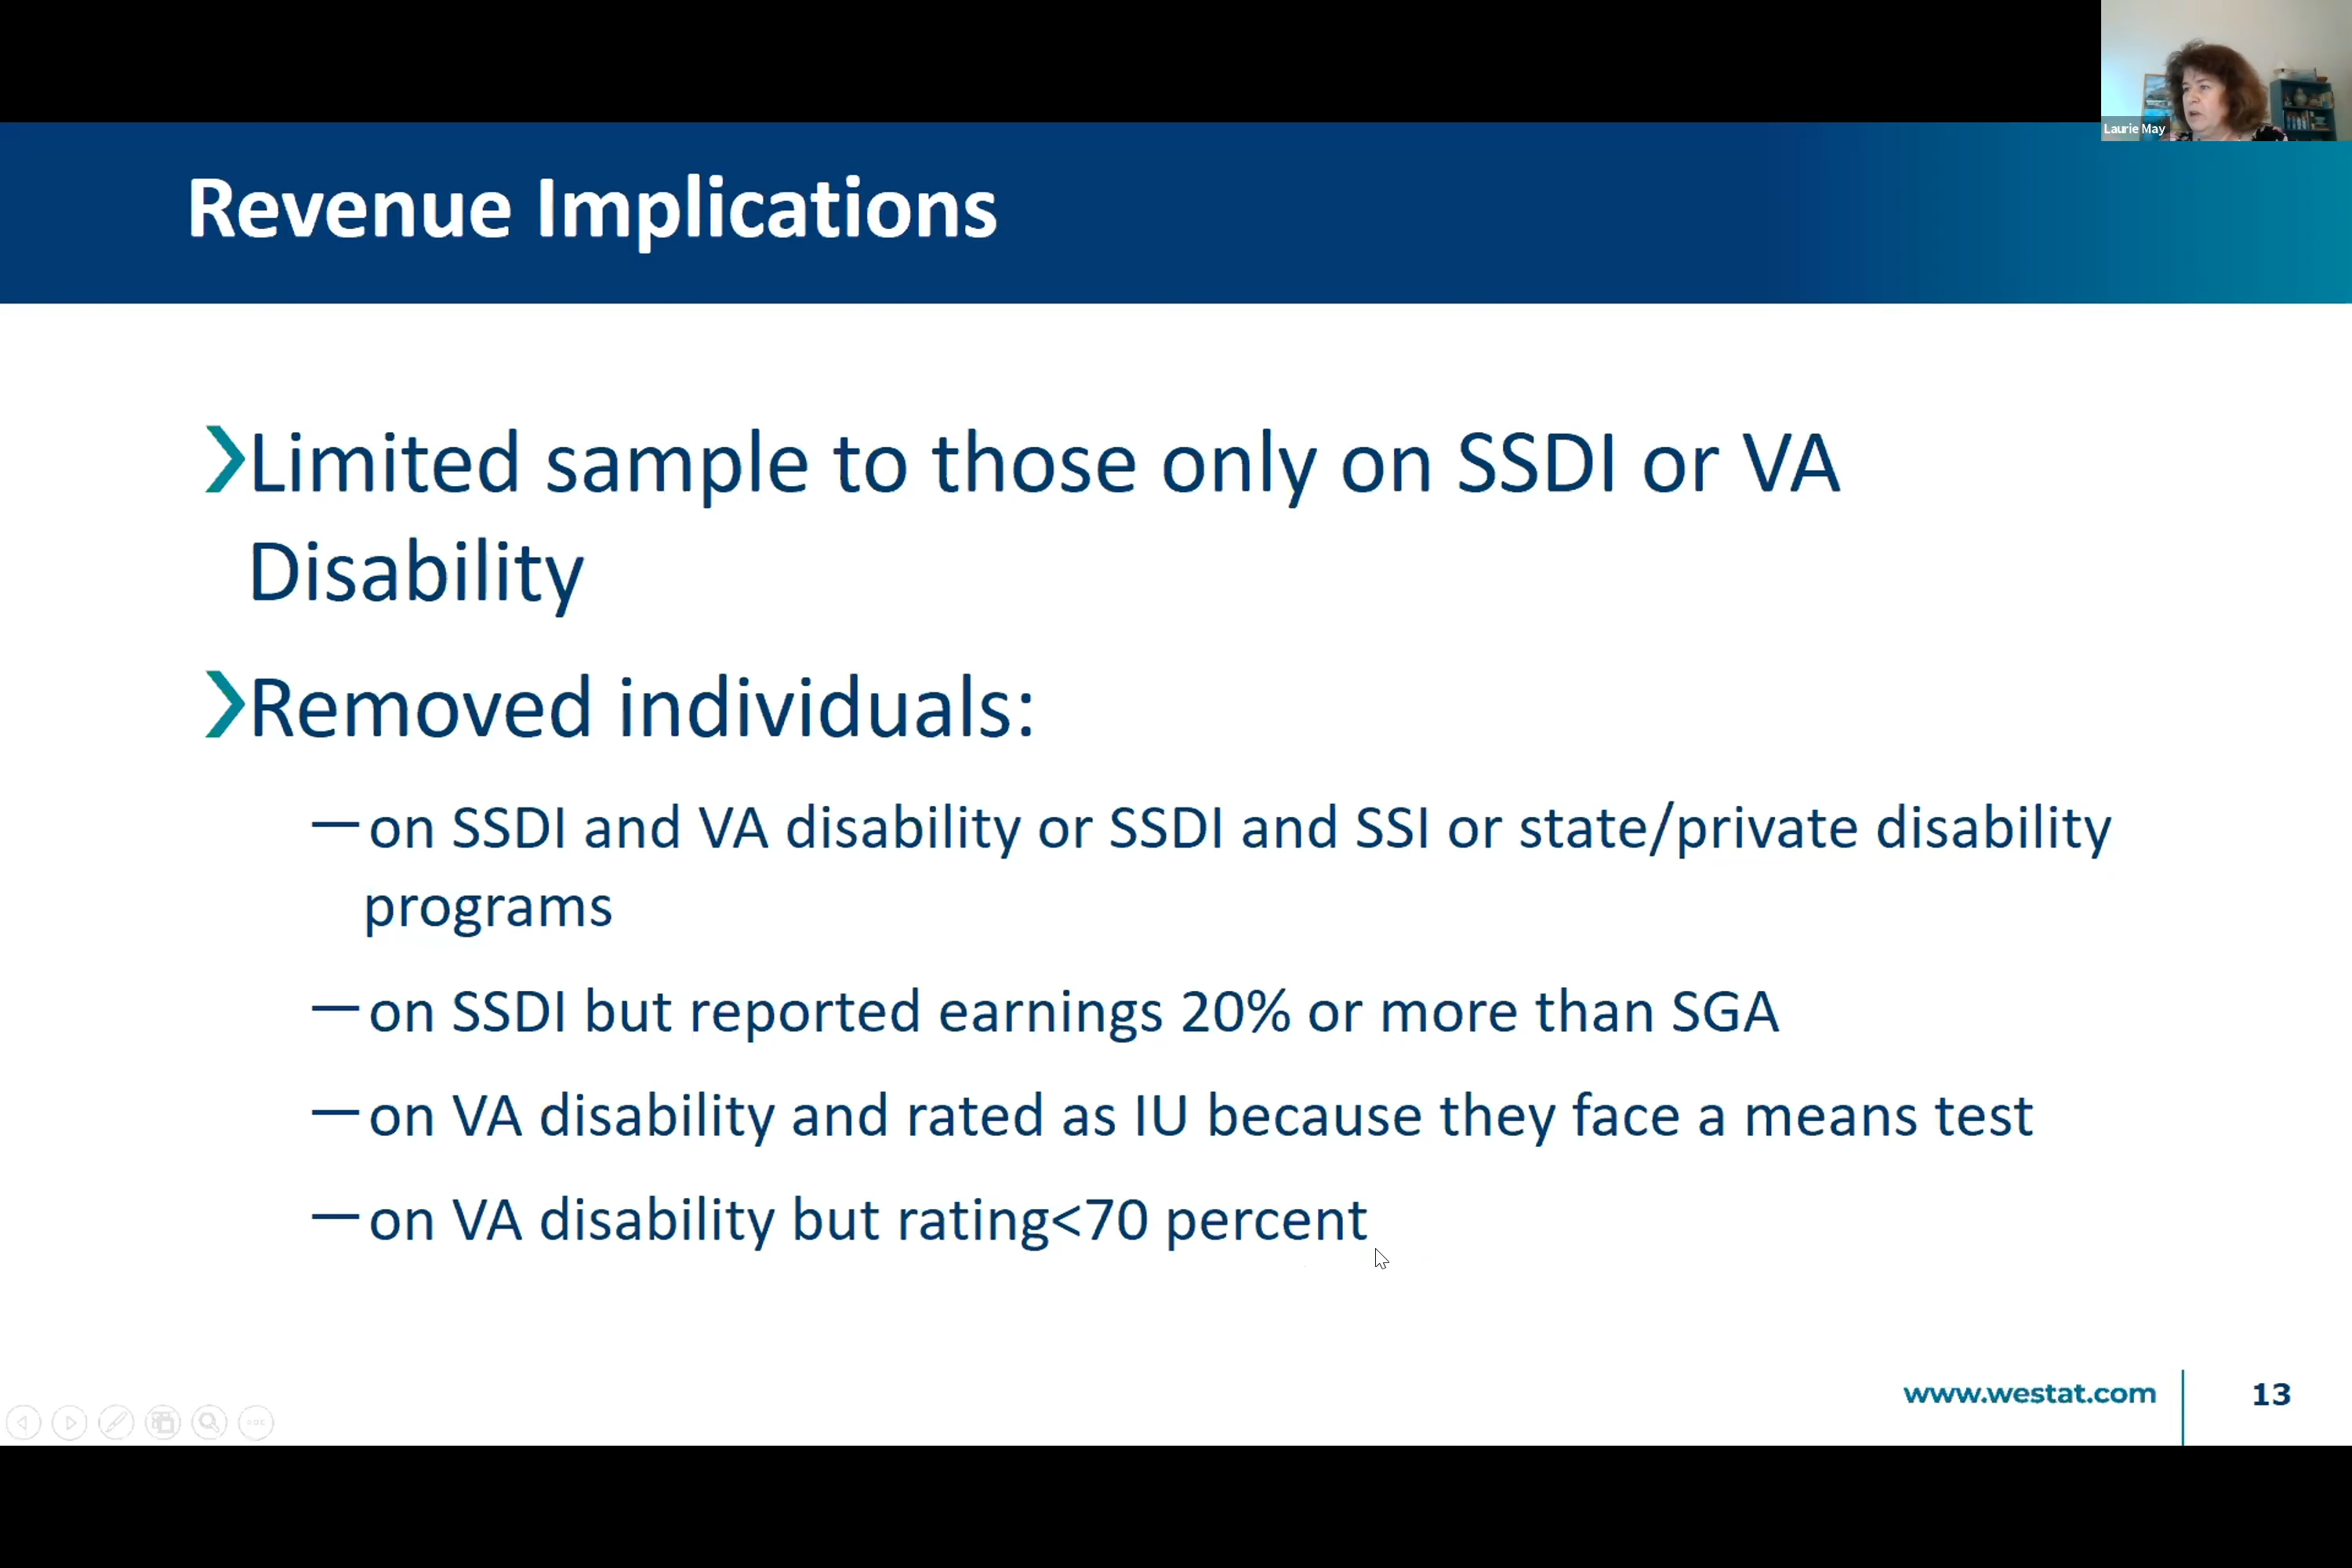 Laurie May
Revenue Implications
Limited sample to those only on SSDI or VA
Disability
Removed individuals:
—on SSDI and VA disability or SSDI and SSI or state/private disability
programs
—on SSDI but reported earnings 20% or more than SGA
—on VA disability and rated as IU because they face a means test
—on VA disability but rating<70 percent
www.westat.com
13